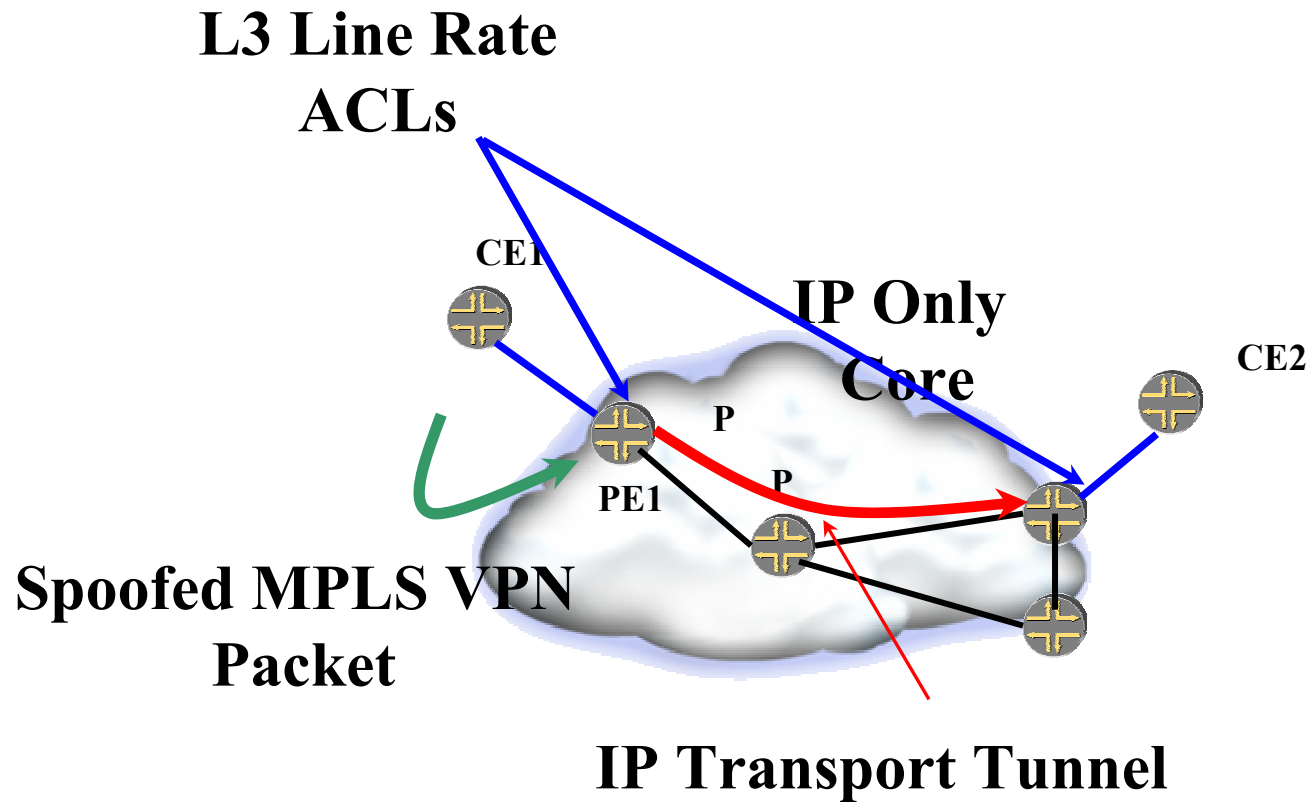 L3 Line Rate
ACLs
CE1
IP Only
Core
CE2
P
P
PE1
Spoofed MPLS VPN
Packet
IP Transport Tunnel